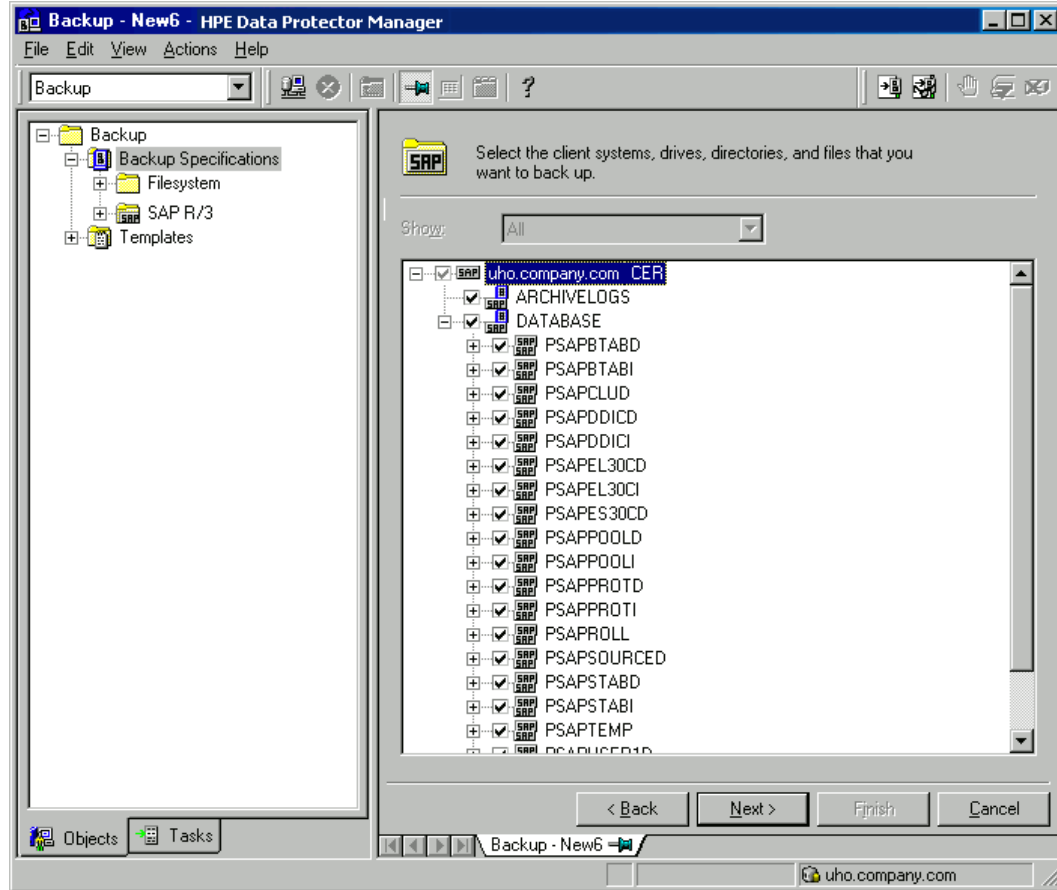 Backup - New6 - HPE Data Protector Manager
File Edit View Actions Help
Backup
?
Backup
Backup Specifications
Filesystem
SAP R/3
Templates
SAP
Select the client systems, drives, directories, and files that you
want to back up.
Show: All
SAP uho.company.com CER
ARCHIVELOGS
DATABASE
PSAPBTABD
PSAPBTABI
PSAPCLUD
PSAPDDICD
PSAPDDICI
PSAPEL30CD
PSAPEL30CI
PSAPES30CD
PSAPPOOLD
PSAPPOOLI
PSAPPROTD
PSAPPROTI
PSAPROLL
PSAPSOURCED
PSAPSTABD
PSAPSTABI
PSAPTEMP
< Back Next > Finish Cancel
Objects Tasks
Backup - New6
uho.company.com